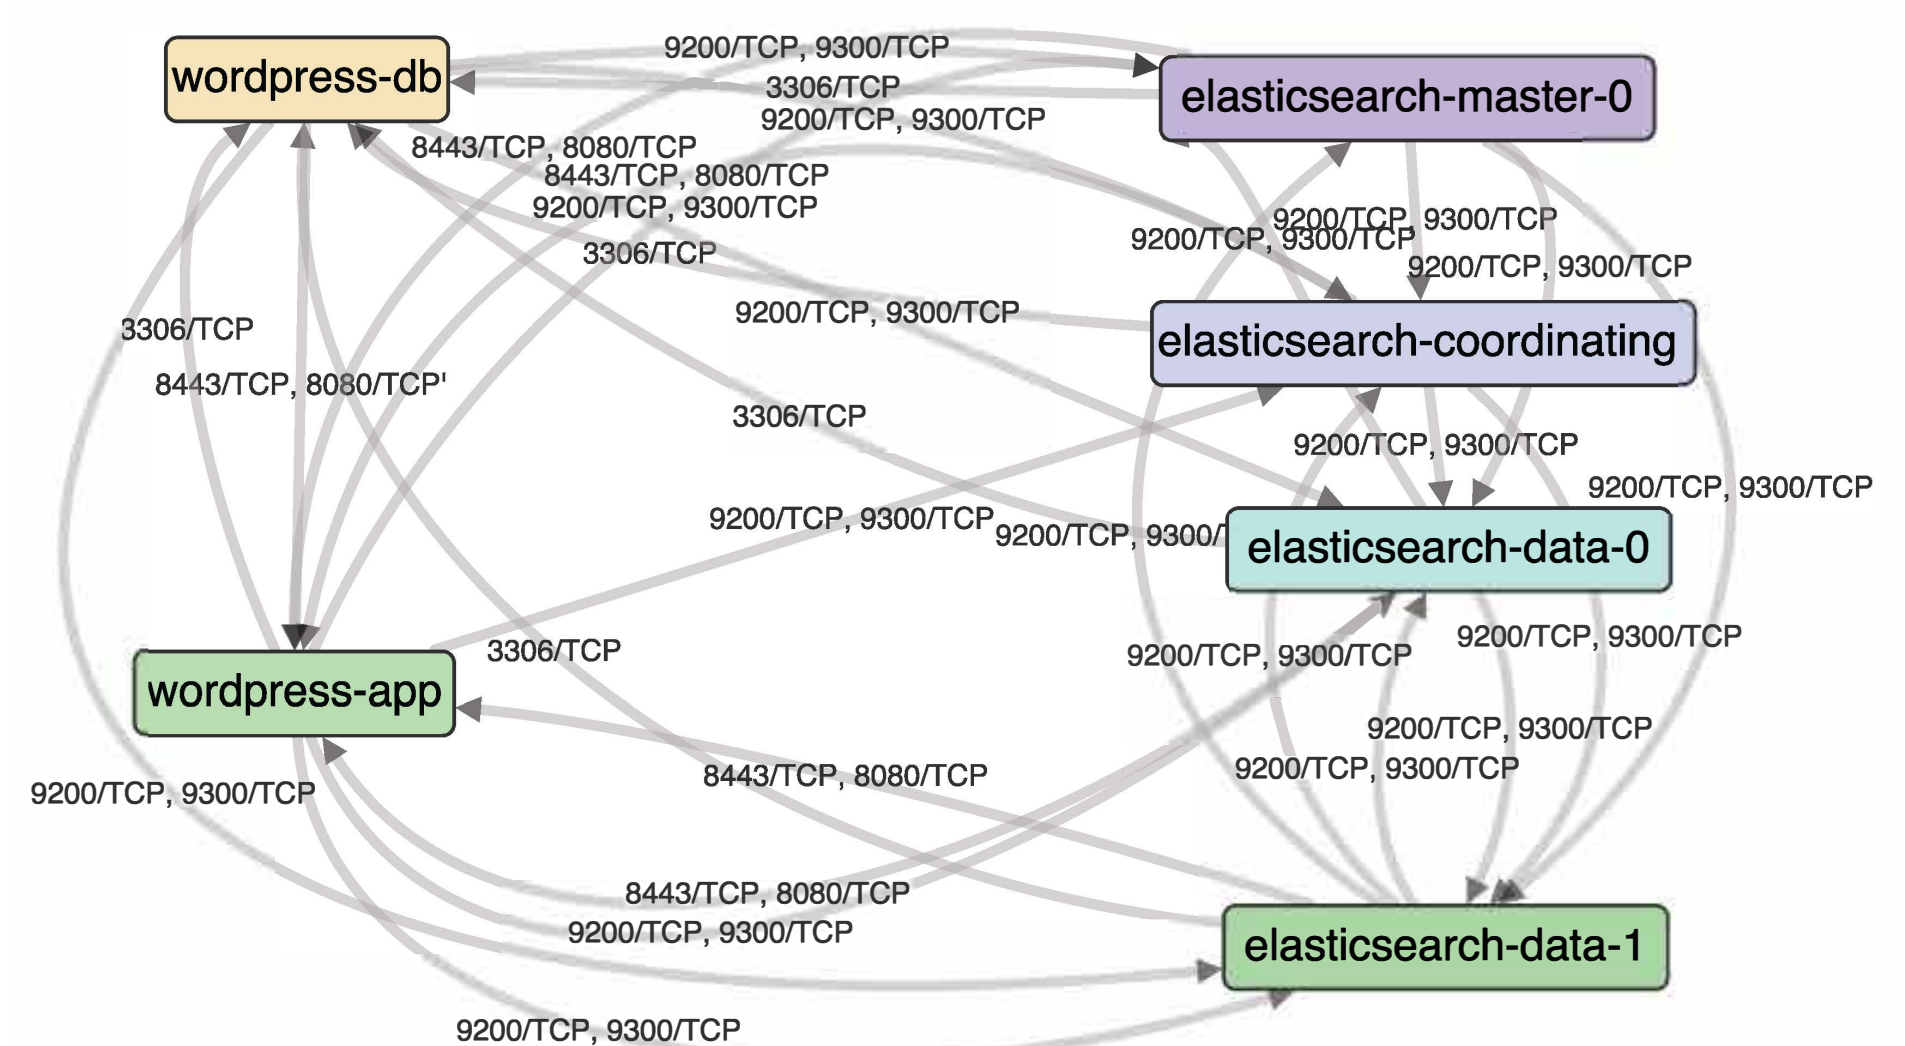 9200/TCP, 9300/TCP
wordpress-db
3306/TCP
elasticsearch-master-0
9200/TCP, 9300/TCP
8443/TCP, 8080/TCP
8443/TCP, 8080/TCP
9200/TCP, 9300/TCP
9200/TCP, 9300/TCP
9200/TCP, 9300/TCP
3306/TCP
9200/TCP, 9300/TCP
9200/TCP, 9300/TCP
3306/TCP
elasticsearch-coordinating
8443/TCP, 8080/TCP'
3306/TCP
9200/TCP, 9300/TCP
9200/TCP, 9300/TCP
9200/TCP, 9300/TCP
9200/TCP, 9300/
elasticsearch-data-0
9200/TCP, 9300/TCP
3306/TCP
9200/TCP, 9300/TCP
wordpress-app
9200/TCP, 9300/TCP
9200/TCP, 9300/TCP
8443/TCP, 8080/TCP
9200/TCP, 9300/TCP
8443/TCP, 8080/TCP
9200/TCP, 9300/TCP
elasticsearch-data-1
9200/TCP, 9300/TCP